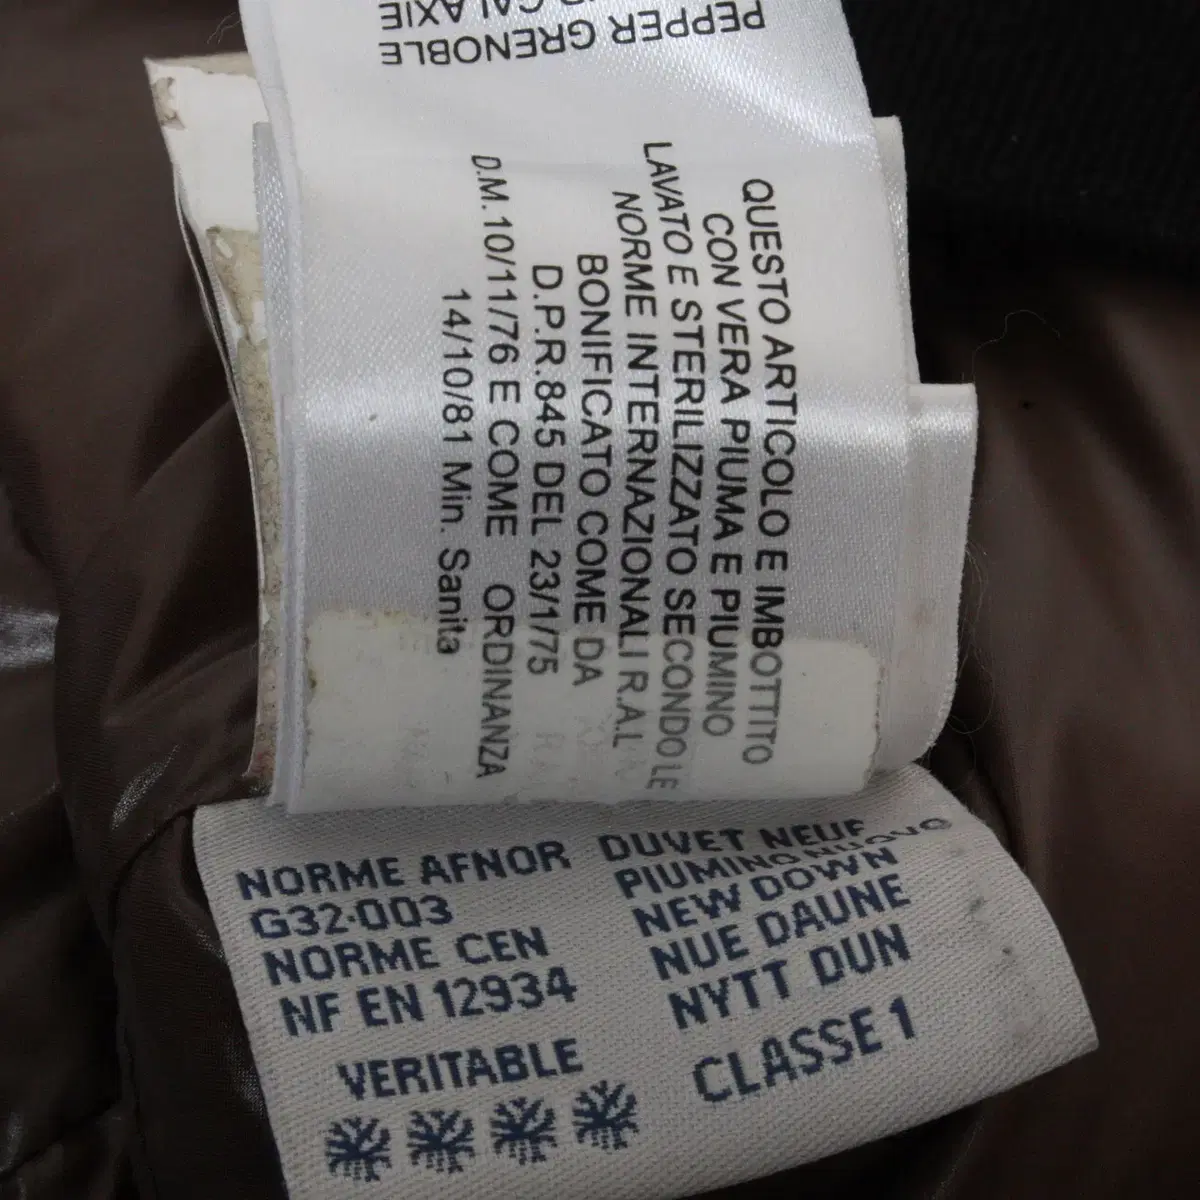 PEPPER GRENOBLE
GALAXIE
QUESTO ARTICOLO E IMBOTTITO
CON VERA PIUMA E PIUMINO
LAVATO E STERILIZZATO SECONDO LE
NORME INTERNAZIONALI R.A.L
BONIFICATO COME DA
D.P.R.845 DEL 23/1/75
D.M.10/11/76 E COME ORDINANZA
14/10/81 Min. Sanita
NORME AFNOR
G32-003
NORME CEN
NF EN 12934
VERITABLE
DUVET NEUF
PIUMINO NUOVO
NEW DOWN
NUE DAUNE
NYTT DUN
CLASSE 1